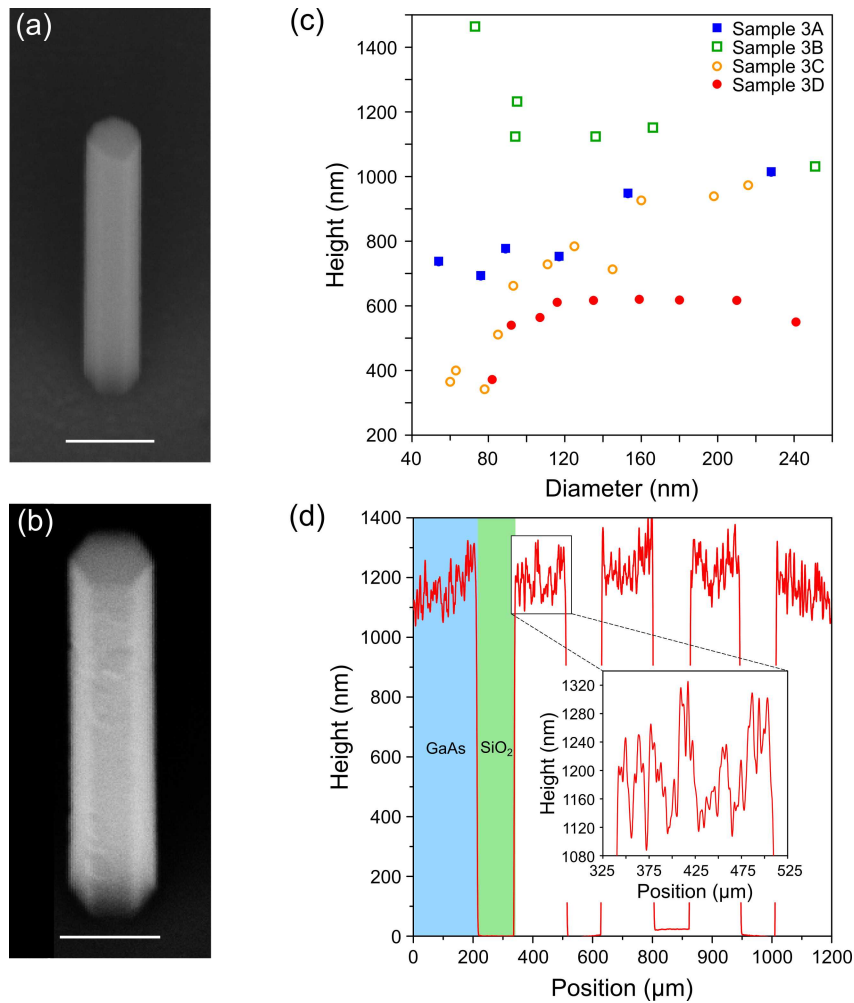 (a)
(b)
(c)
Sample 3A
Sample 3B
Sample 3C
Sample 3D
1400
1200
1000
800
600
400
200
Height (nm)
40
80
120
160
200
240
Diameter (nm)
(d)
1400
1200
1000
800
600
400
200
0
Height (nm)
GaAs
SiO₂
1320
1280
1240
1200
1160
1120
1080
Height (nm)
325
375
425
475
525
Position (µm)
0
200
400
600
800
900
1000
1200
Position (µm)